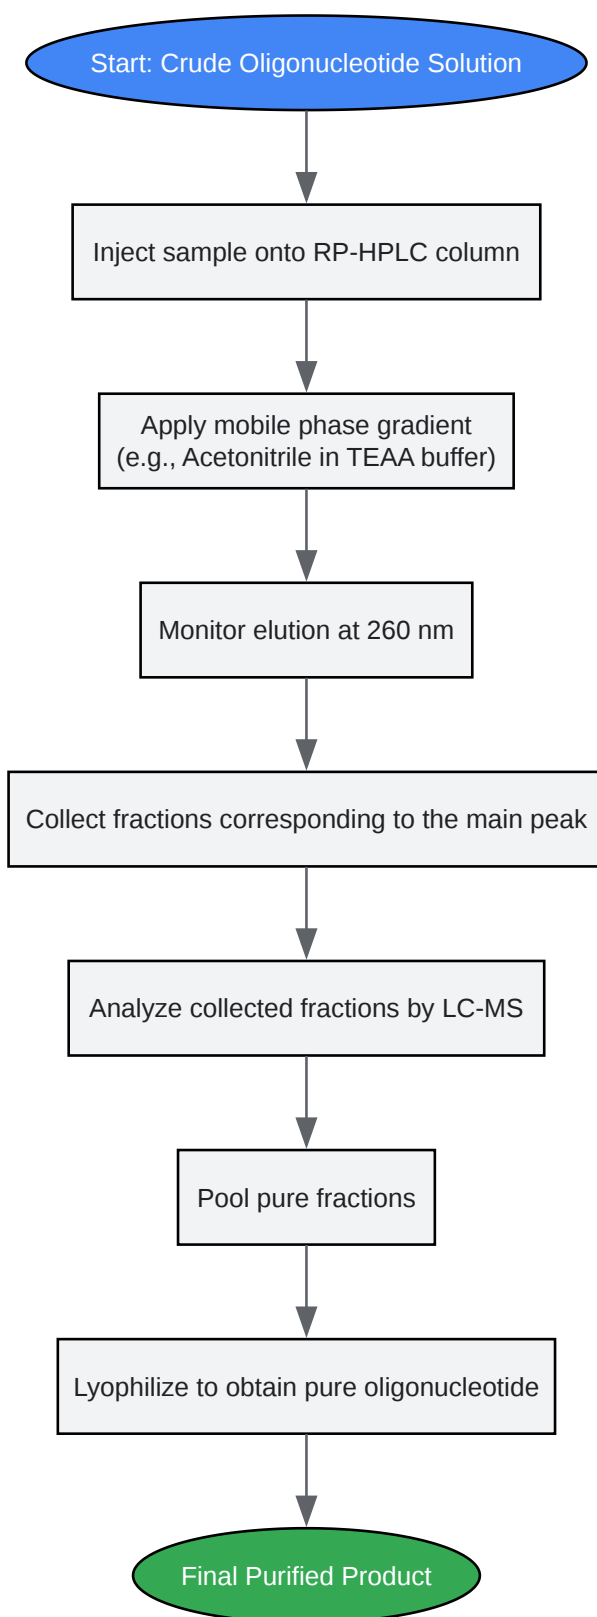 Start: Crude Oligonucleotide Solution
Inject sample onto RP-HPLC column
Apply mobile phase gradient
(e.g., Acetonitrile in TEAA buffer)
Monitor elution at 260 nm
Collect fractions corresponding to the main peak
Analyze collected fractions by LC-MS
Pool pure fractions
Lyophilize to obtain pure oligonucleotide
Final Purified Product